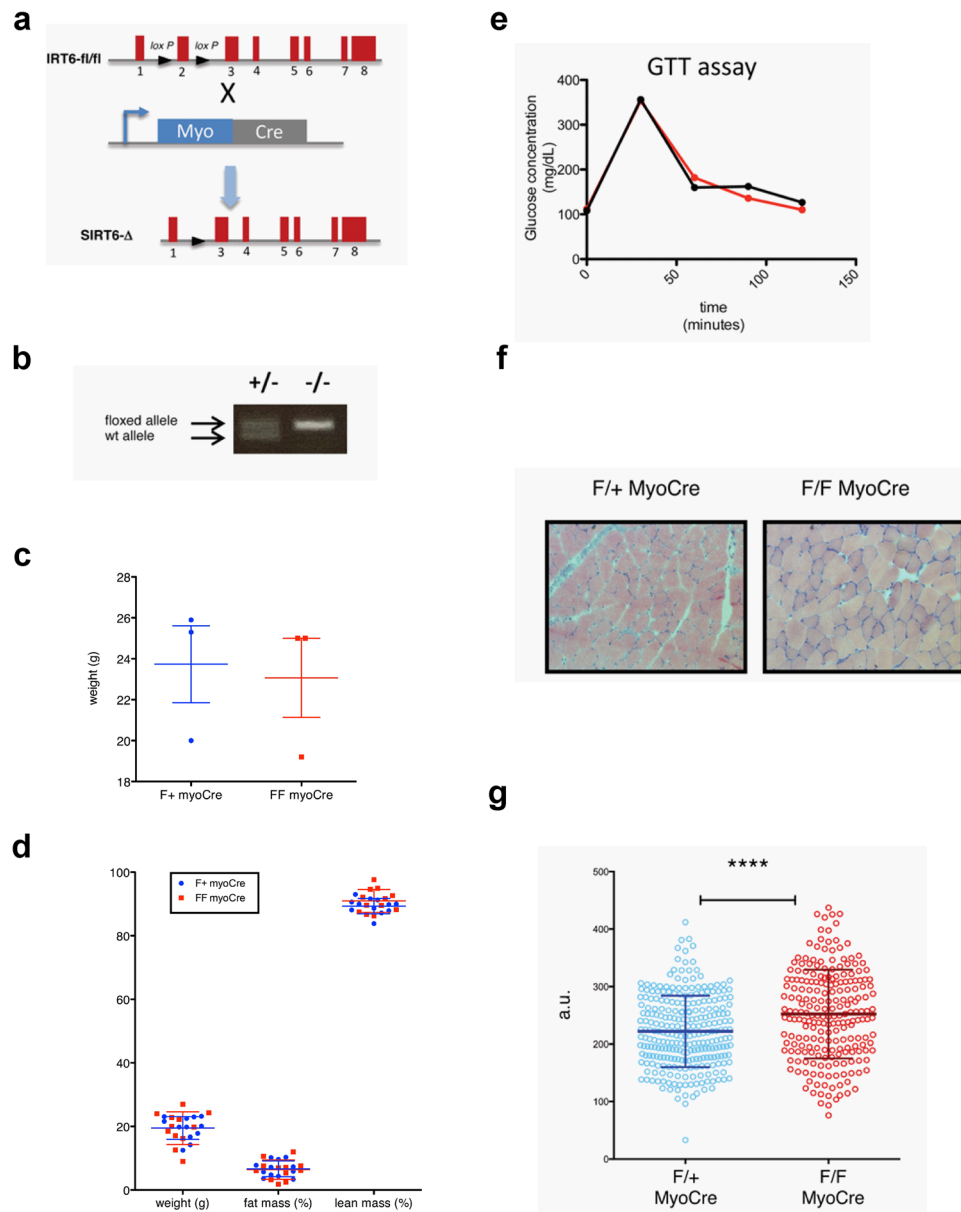 a
lox P lox P
IRT6-fl/fl
1 2 3 4 5 6 7 8
X
Myo Cre
SIRT6-Δ
1 3 4 5 6 7 8
b
+/- -/-
floxed allele
wt allele
c
28
26
24
22
20
18
weight (g)
F+ myoCre FF myoCre
d
100
80
60
40
20
0
F+ myoCre
FF myoCre
weight (g) fat mass (%) lean mass (%)
e
GTT assay
400
300
200
100
0
Glucose concentration
(mg/dL)
0 50 100 150
time
(minutes)
f
F/+ MyoCre F/F MyoCre
g
****
500
400
300
200
100
0
a.u.
F/+ F/F
MyoCre MyoCre